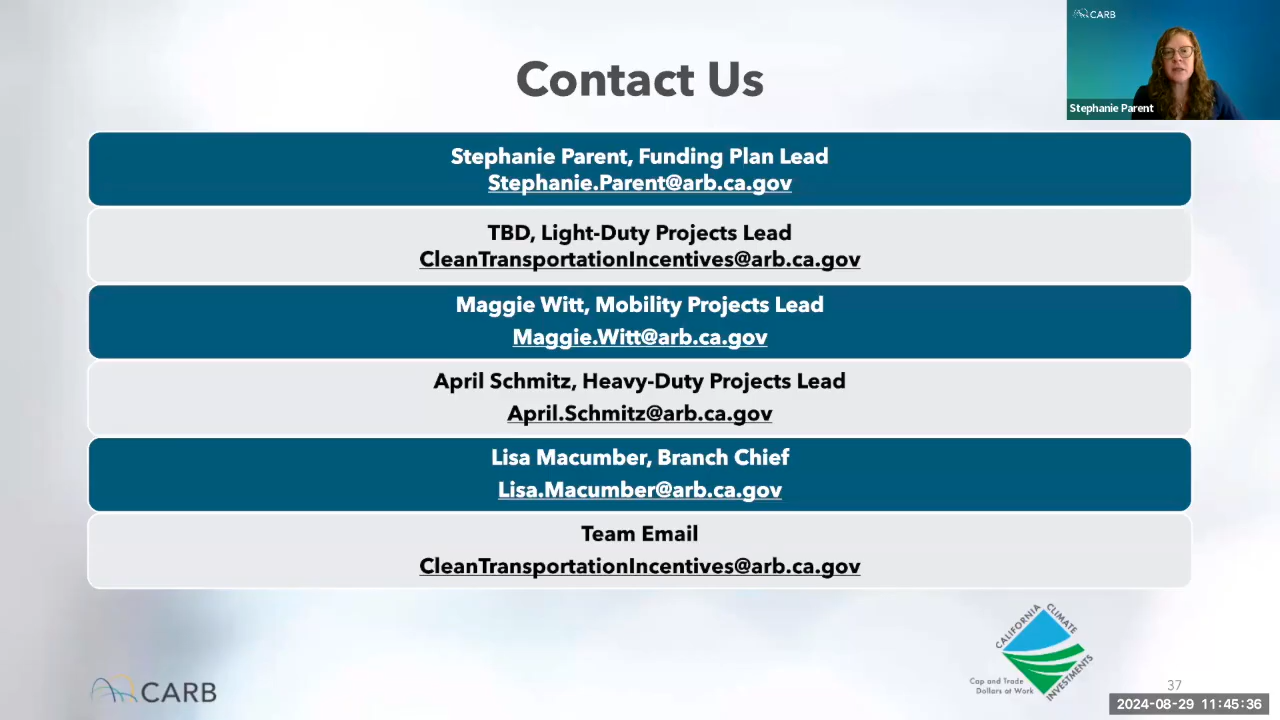 CARB
Stephanie Parent
Contact Us
Stephanie Parent, Funding Plan Lead
Stephanie.Parent@arb.ca.gov
TBD, Light-Duty Projects Lead
CleanTransportationIncentives@arb.ca.gov
Maggie Witt, Mobility Projects Lead
Maggie.Witt@arb.ca.gov
April Schmitz, Heavy-Duty Projects Lead
April.Schmitz@arb.ca.gov
Lisa Macumber, Branch Chief
Lisa.Macumber@arb.ca.gov
Team Email
CleanTransportationIncentives@arb.ca.gov
CARB
CALIFORNIA
CLIMATE
INVESTMENTS
Cap and Trade
Dollars at Work
37
2024-08-29 11:45:36